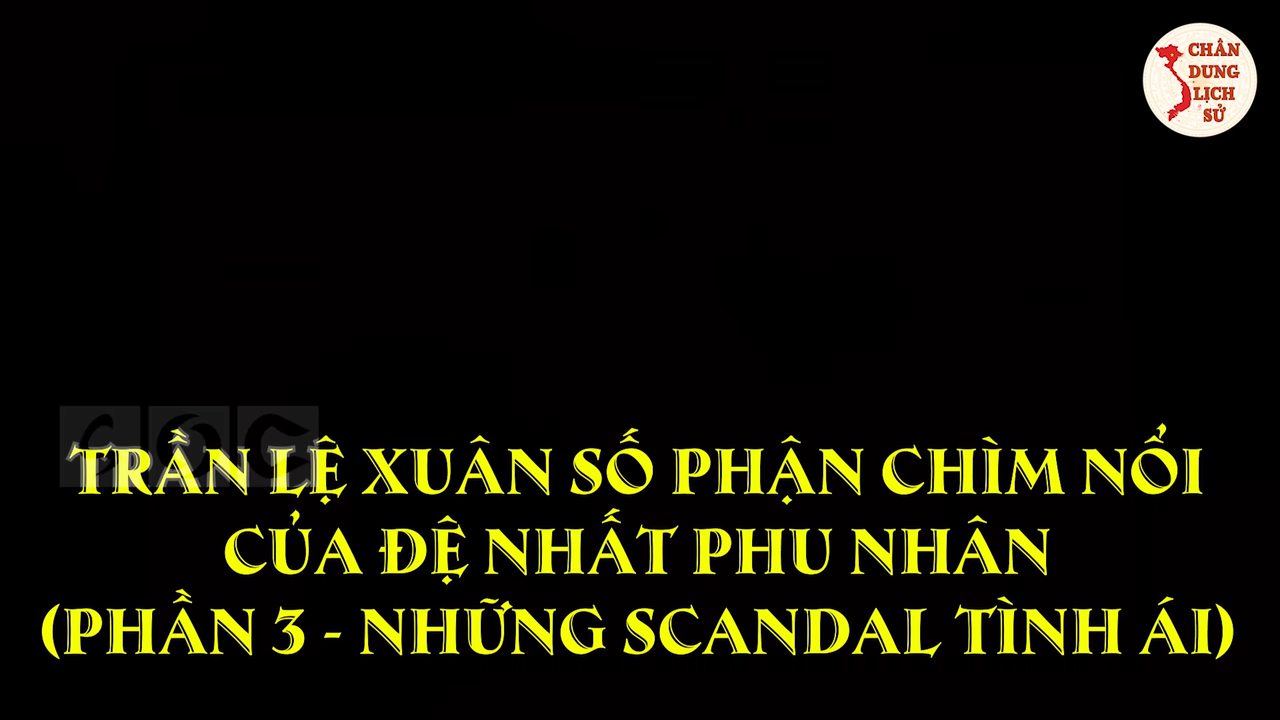 CHÂN
DUNG
LỊCH
SỬ
TRẦN LỆ XUÂN SỐ PHẬN CHÌM NỔI
CỦA ĐỆ NHẤT PHU NHÂN
(PHẦN 3 - NHỮNG SCANDAL TÌNH ÁI)